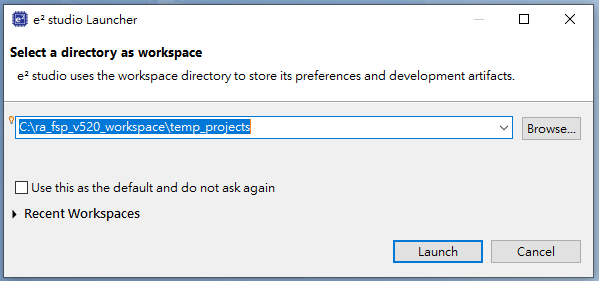 e² studio Launcher
Select a directory as workspace
e² studio uses the workspace directory to store its preferences and development artifacts.
C:\ra_fsp_v520_workspace\temp_projects
Browse...
Use this as the default and do not ask again
Recent Workspaces
Launch
Cancel